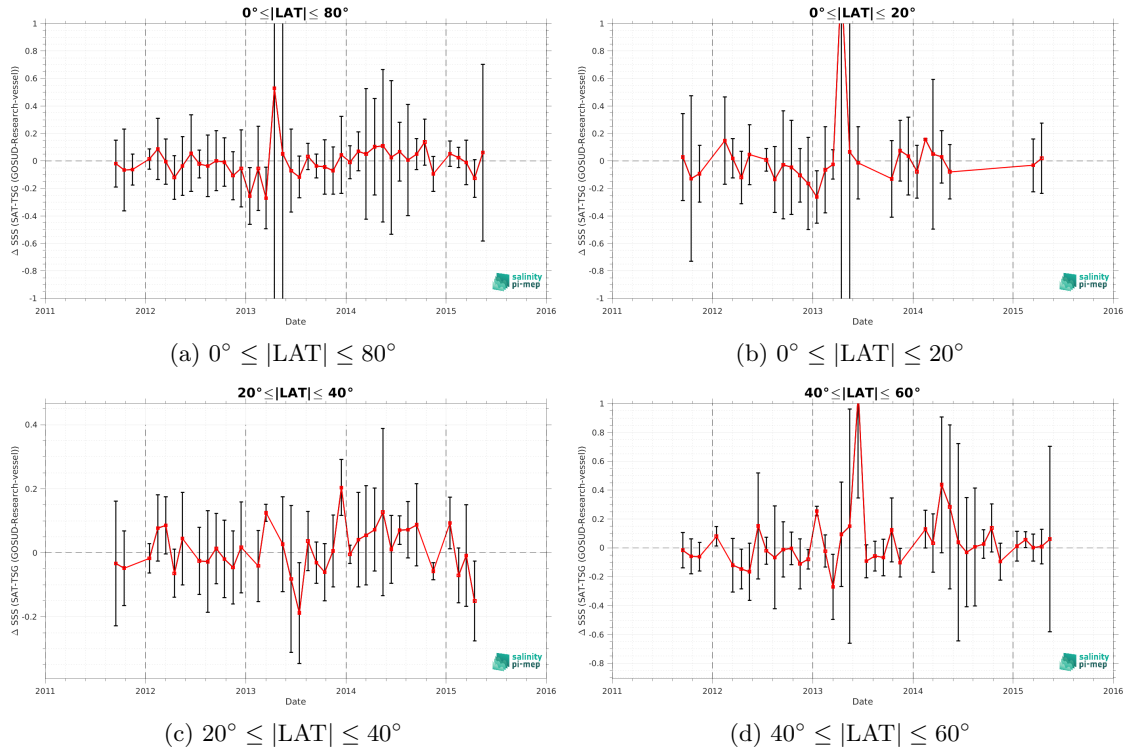 0°≤|LAT|≤ 80°
1
0.8
0.6
0.4
0.2
0
-0.2
-0.4
-0.6
-0.8
-1
Δ SSS (SAT-TSG (GOSUD-Research-vessel))
2011 2012 2013 2014 2015 2016
Date
salinity
pi-mep
(a) 0° ≤ |LAT| ≤ 80°
0°≤|LAT|≤ 20°
1
0.8
0.6
0.4
0.2
0
-0.2
-0.4
-0.6
-0.8
-1
Δ SSS (SAT-TSG (GOSUD-Research-vessel))
2011 2012 2013 2014 2015 2016
Date
salinity
pi-mep
(b) 0° ≤ |LAT| ≤ 20°
20°≤|LAT|≤ 40°
0.4
0.2
0
-0.2
Δ SSS (SAT-TSG (GOSUD-Research-vessel))
2011 2012 2013 2014 2015 2016
Date
salinity
pi-mep
(c) 20° ≤ |LAT| ≤ 40°
40°≤|LAT|≤ 60°
1
0.8
0.6
0.4
0.2
0
-0.2
-0.4
-0.6
-0.8
Δ SSS (SAT-TSG (GOSUD-Research-vessel))
2011 2012 2013 2014 2015 2016
Date
salinity
pi-mep
(d) 40° ≤ |LAT| ≤ 60°